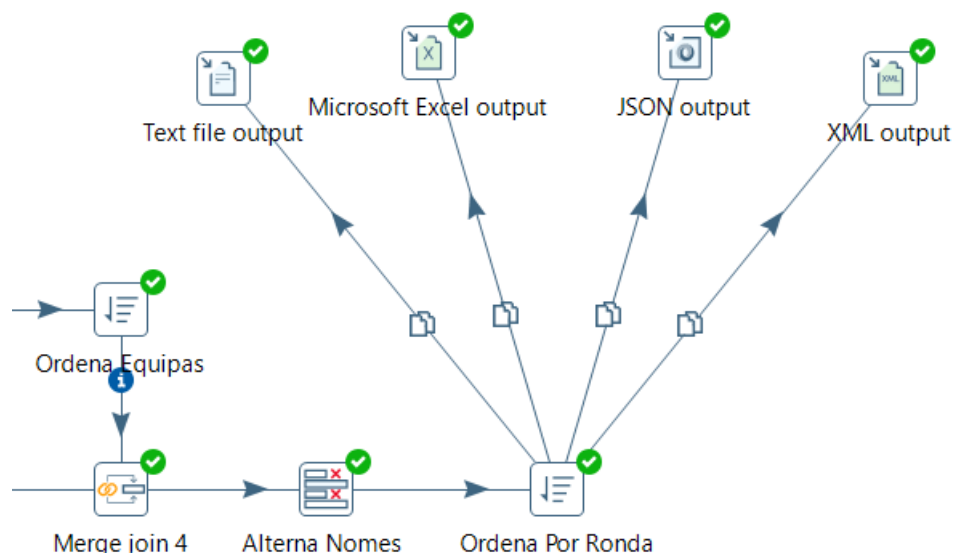 Text file output
Microsoft Excel output
X
JSON output
XML
XML output
Ordena Equipas
i
Merge join 4
Alterna Nomes
Ordena Por Ronda